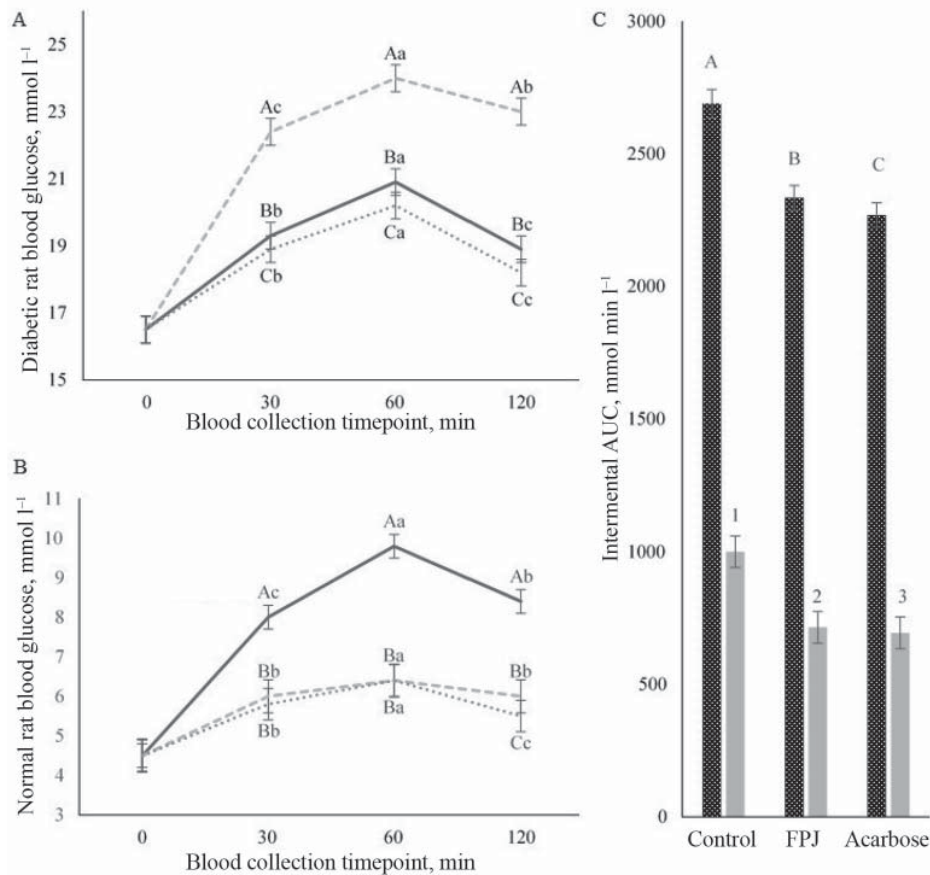 A
Diabetic rat blood glucose, mmol l⁻¹
25
23
21
19
17
15
Aa
Ac
Ab
Ba
Bb
Bc
Cb
Ca
Cc
0 30 60 120
Blood collection timepoint, min
B
Normal rat blood glucose, mmol l⁻¹
11
10
9
8
7
6
5
4
3
Aa
Ac
Ab
Bb
Ba
Bb
Bb
Ba
Cc
0 30 60 120
Blood collection timepoint, min
C
Intermental AUC, mmol min l⁻¹
3000
2500
2000
1500
1000
500
0
A
B
C
1
2
3
Control FPJ Acarbose